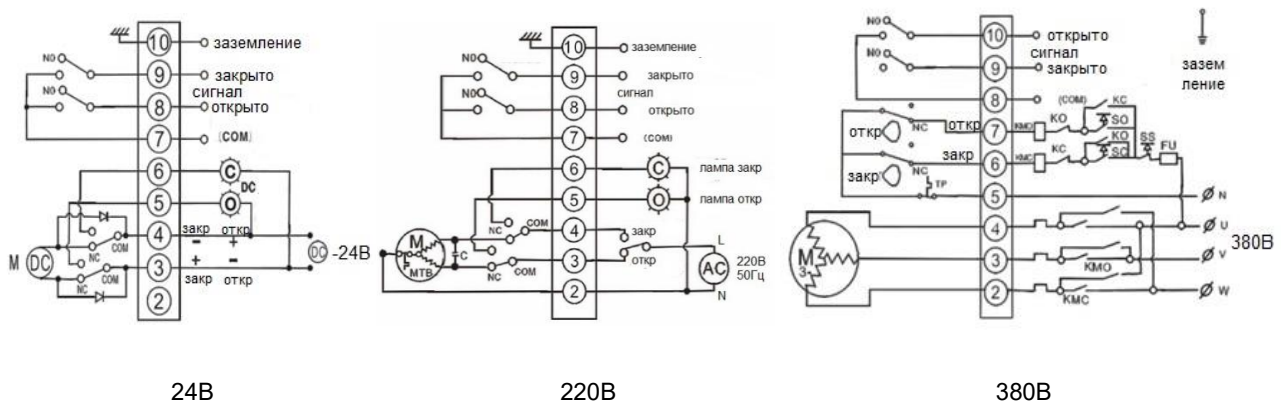 NO
NO
10
9
8
7
6
5
4
3
2
заземление
закрыто
сигнал
открыто
(COM)
C
DC
O
закр откр
- +
+ -
закр откр
COM
NC
NC
COM
M
DC
DC
-24В
24В
NO
NO
10
9
8
7
6
5
4
3
2
заземление
закрыто
сигнал
открыто
(COM)
C
лампа закр
O
лампа откр
NC
COM
закр
откр
L
M
MTB
C
NC
COM
AC
220В
50Гц
N
220В
NO
NO
10
9
8
7
6
5
4
3
2
открыто
сигнал
закрыто
зазем
ление
(COM)
KC
откр
NC
откр
KMO
KO
SO
KO
SS
FU
закр
NC
закр
KMC
KC
SC
TP
N
U
M
3
KMO
V
380В
KMC
W
380В